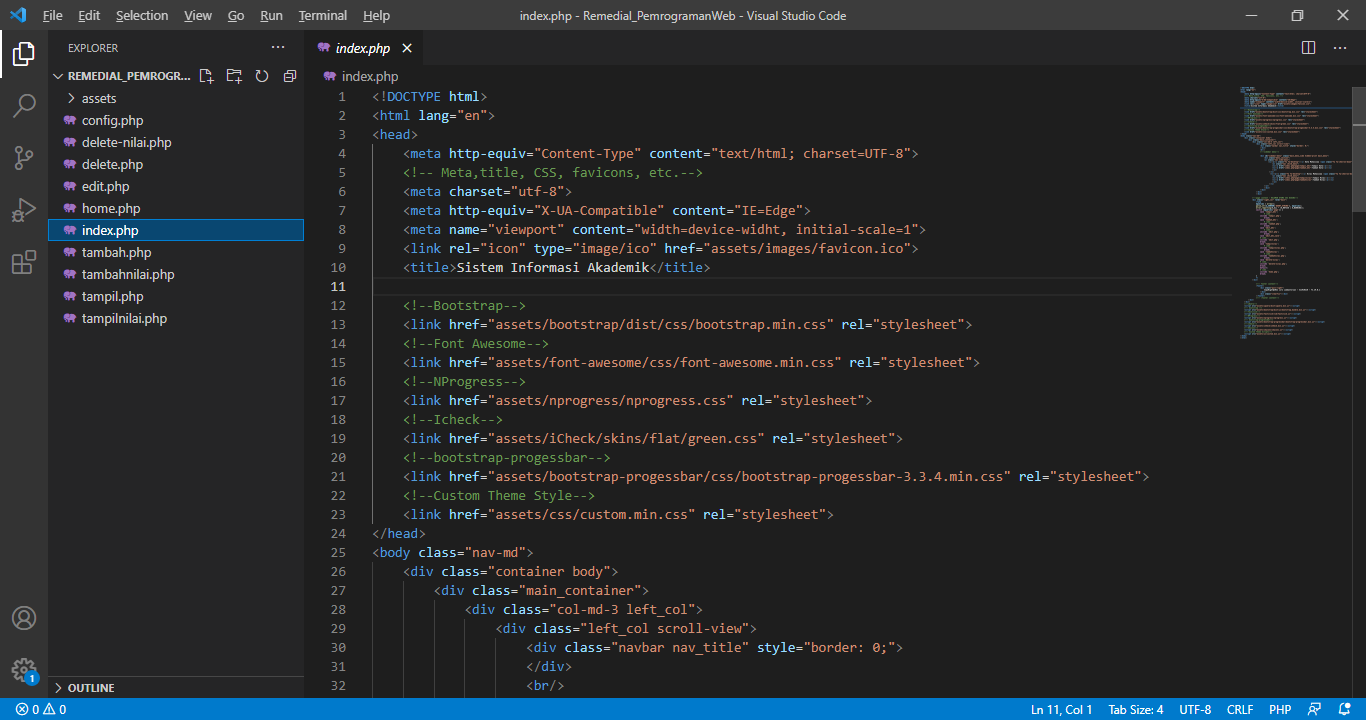 File Edit Selection View Go Run Terminal Help
index.php - Remedial_PemrogramanWeb - Visual Studio Code
EXPLORER
REMEDIAL_PEMROGR...
assets
config.php
delete-nilai.php
delete.php
edit.php
home.php
index.php
tambah.php
tambahnilai.php
tampil.php
tampilnilai.php
OUTLINE
index.php
index.php
1 <!DOCTYPE html>
2 <html lang="en">
3 <head>
4 <meta http-equiv="Content-Type" content="text/html; charset=UTF-8">
5 <!-- Meta,title, CSS, favicons, etc.-->
6 <meta charset="utf-8">
7 <meta http-equiv="X-UA-Compatible" content="IE=Edge">
8 <meta name="viewport" content="width=device-widht, initial-scale=1">
9 <link rel="icon" type="image/ico" href="assets/images/favicon.ico">
10 <title>Sistem Informasi Akademik</title>
11
12 <!--Bootstrap-->
13 <link href="assets/bootstrap/dist/css/bootstrap.min.css" rel="stylesheet">
14 <!--Font Awesome-->
15 <link href="assets/font-awesome/css/font-awesome.min.css" rel="stylesheet">
16 <!--NProgress-->
17 <link href="assets/nprogress/nprogress.css" rel="stylesheet">
18 <!--Icheck-->
19 <link href="assets/iCheck/skins/flat/green.css" rel="stylesheet">
20 <!--bootstrap-progessbar-->
21 <link href="assets/bootstrap-progessbar/css/bootstrap-progessbar-3.3.4.min.css" rel="stylesheet">
22 <!--Custom Theme Style-->
23 <link href="assets/css/custom.min.css" rel="stylesheet">
24 </head>
25 <body class="nav-md">
26 <div class="container body">
27 <div class="main_container">
28 <div class="col-md-3 left_col">
29 <div class="left_col scroll-view">
30 <div class="navbar nav_title" style="border: 0;">
31 </div>
32 <br/>
1
0 0
Ln 11, Col 1 Tab Size: 4 UTF-8 CRLF PHP